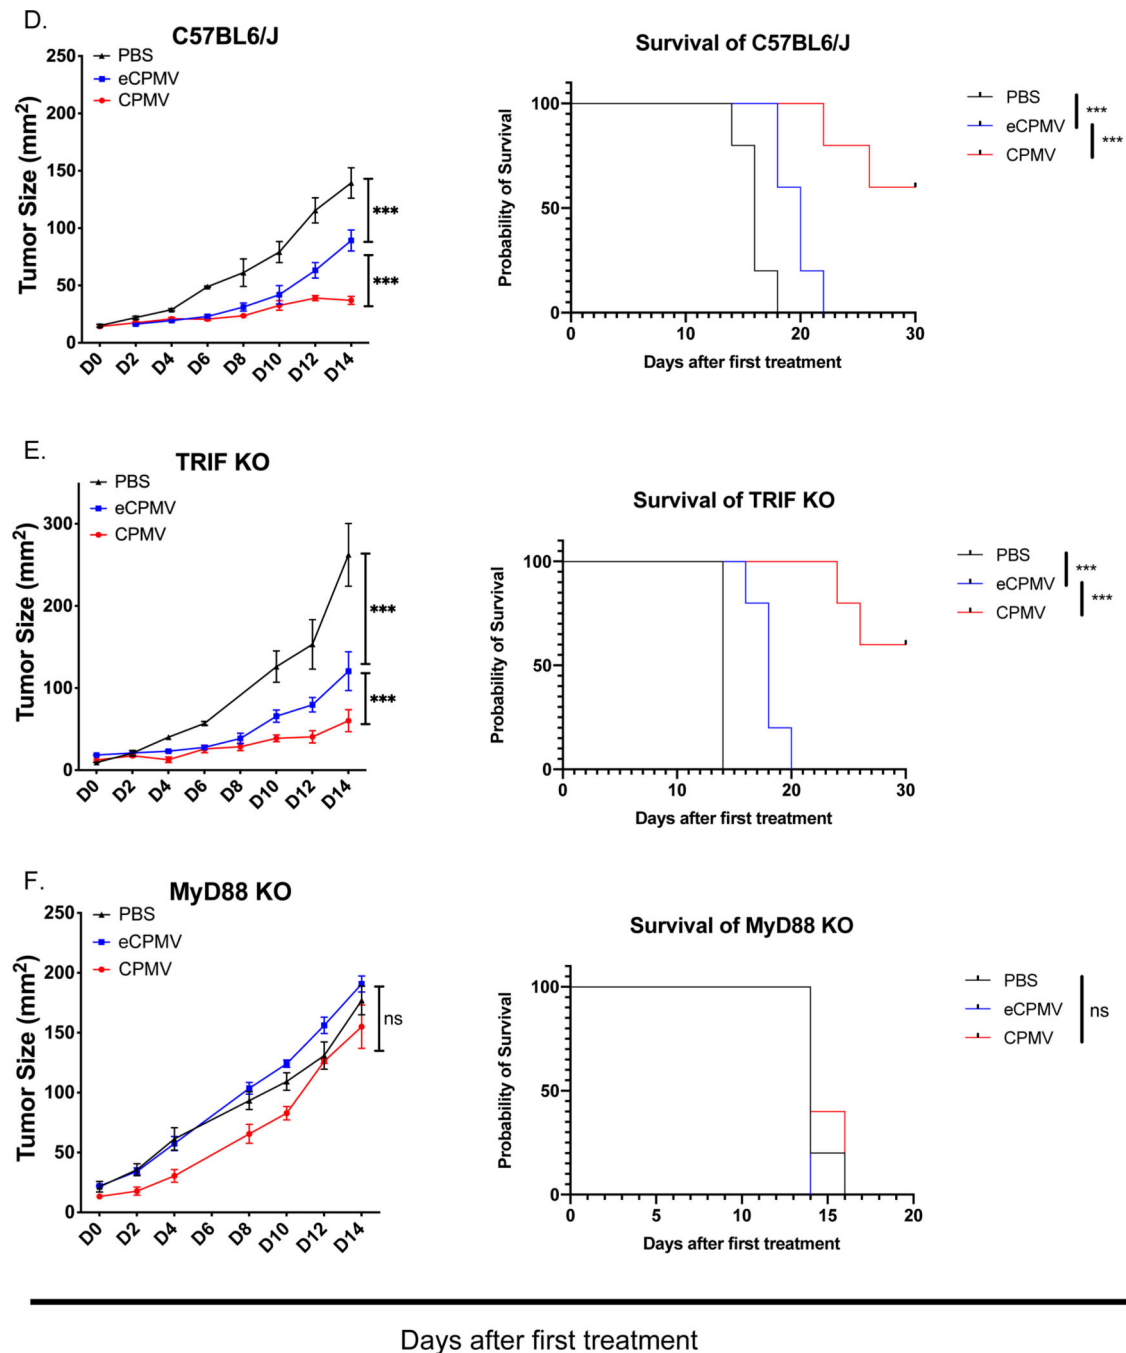 D.
C57BL6/J
PBS
eCPMV
CPMV
Tumor Size (mm²)
250
200
150
100
50
0
D0 D2 D4 D6 D8 D10 D12 D14
***
***
Survival of C57BL6/J
Probability of Survival
100
50
0
0 10 20 30
Days after first treatment
PBS
eCPMV
CPMV
***
***
E.
TRIF KO
PBS
eCPMV
CPMV
Tumor Size (mm²)
300
200
100
0
D0 D2 D4 D6 D8 D10 D12 D14
***
***
Survival of TRIF KO
Probability of Survival
100
50
0
0 10 20 30
Days after first treatment
PBS
eCPMV
CPMV
***
***
F.
MyD88 KO
PBS
eCPMV
CPMV
Tumor Size (mm²)
250
200
150
100
50
0
D0 D2 D4 D6 D8 D10 D12 D14
ns
Survival of MyD88 KO
Probability of Survival
100
50
0
0 5 10 15 20
Days after first treatment
PBS
eCPMV
CPMV
ns
Days after first treatment